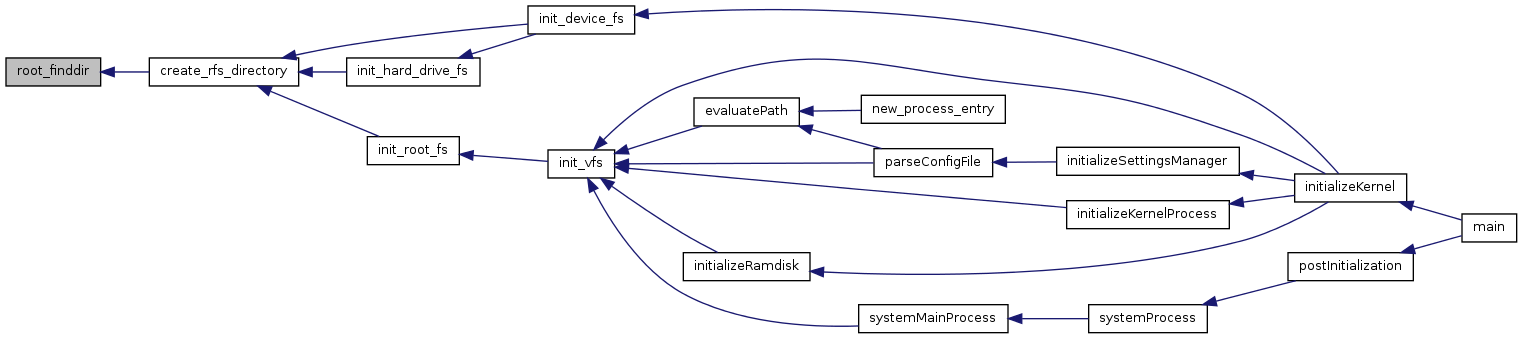 root_finddir
create_rfs_directory
init_device_fs
init_hard_drive_fs
init_root_fs
init_vfs
evaluatePath
new_process_entry
parseConfigFile
initializeSettingsManager
initializeKernelProcess
initializeRamdisk
systemMainProcess
systemProcess
initializeKernel
postInitialization
main